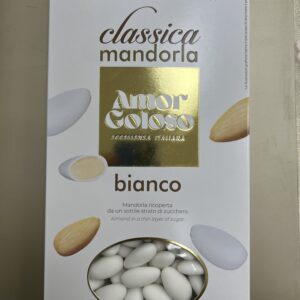 classica
mandorla
Amor
Goloso
ECCELLENZA ITALIANA
bianco
Mandorla ricoperta
da un sottile strato di zucchero
Almond in a thin layer of sugar